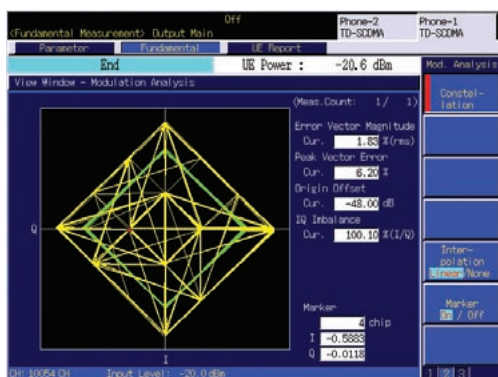 Off
<Fundamental Measurement> Output Main
Phone-2
TD-SCDMA
Phone-1
TD-SCDMA
Parameter
Fundamental
UE Report
End
UE Power : -20.6 dBm
Mod. Analysis
View Window - Modulation Analysis
(Meas.Count: 1/ 1)
Error Vector Magnitude
Cur. 1.83 %(rms)
Peak Vector Error
Cur. 6.20 %
Origin Offset
Cur. -48.00 dB
IQ Imbalance
Cur. 100.10 %(I/Q)
Marker
4 chip
I -0.5883
Q -0.0118
Q
I
CH: 10054 CH Input Level: -20.0 dBm
Constel-
lation
Inter-
polation
Linear/None
Marker
On / Off
1 2 3